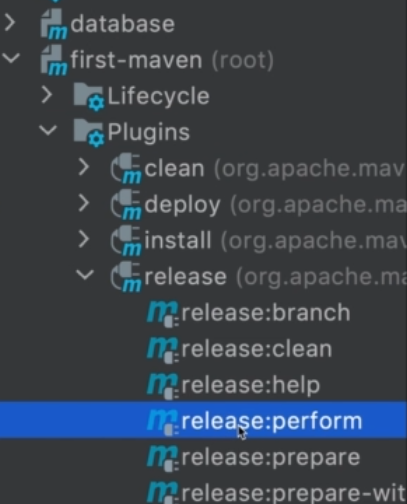 database
first-maven (root)
Lifecycle
Plugins
clean (org.apache.mav
deploy (org.apache.ma
install (org.apache.mav
release (org.apache.ma
release:branch
release:clean
release:help
release:perform
release:prepare
release:prepare-wit